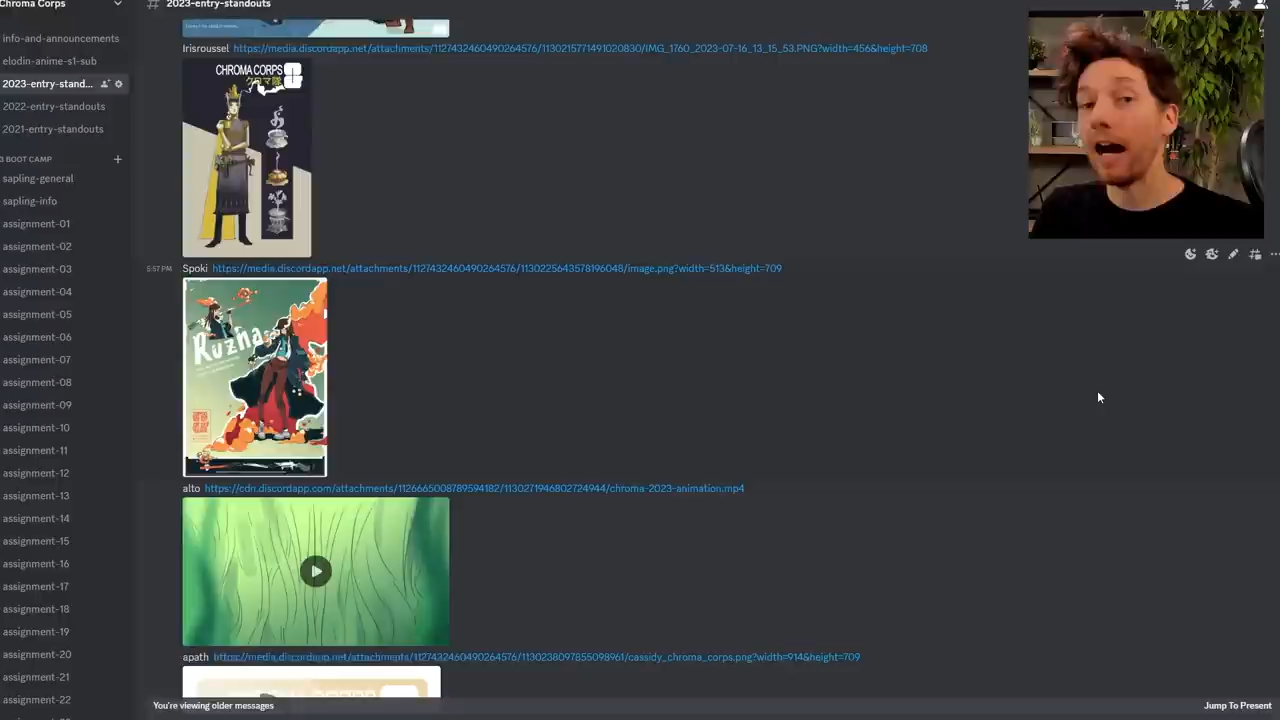 Chroma Corps
# 2023-entry-standouts
info-and-announcements
elodin-anime-s1-sub
2023-entry-stand...
2022-entry-standouts
2021-entry-standouts
3 BOOT CAMP
sapling-general
sapling-info
assignment-01
assignment-02
assignment-03
assignment-04
assignment-05
assignment-06
assignment-07
assignment-08
assignment-09
assignment-10
assignment-11
assignment-12
assignment-13
assignment-14
assignment-15
assignment-16
assignment-17
assignment-18
assignment-19
assignment-20
assignment-21
assignment-22
Irisroussel https://media.discordapp.net/attachments/1127432460490264576/1130215771491020830/IMG_1760_2023-07-16_13_15_53.PNG?width=456&height=708
CHROMA CORPS
クロマ隊
5:57 PM Spoki https://media.discordapp.net/attachments/1127432460490264576/1130225643578196048/image.png?width=513&height=709
Ruzha
alto https://cdn.discordapp.com/attachments/1126665008789594182/1130271946802724944/chroma-2023-animation.mp4
apath https://media.discordapp.net/attachments/1127432460490264576/1130238097855098961/cassidy_chroma_corps.png?width=914&height=709
You're viewing older messages
Jump To Present